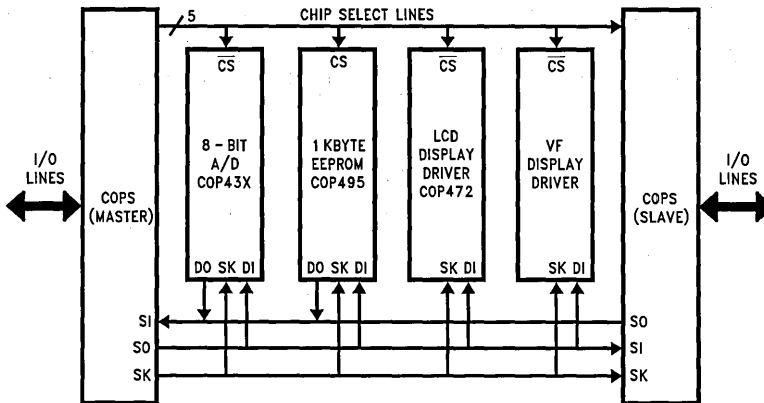 5
CHIP SELECT LINES
CS
CS
CS
CS
8 - BIT
A/D
COP43X
1 KBYTE
EEPROM
COP495
LCD
DISPLAY
DRIVER
COP472
VF
DISPLAY
DRIVER
I/O
LINES
COPS
(MASTER)
COPS
(SLAVE)
I/O
LINES
DO SK DI
DO SK DI
SK DI
SK DI
SI
SO
SO
SI
SK
SK